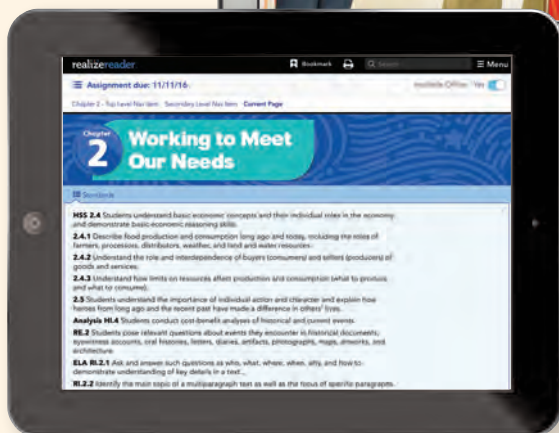 realizereader
Bookmark
Search
Menu
Assignment due: 11/11/16
Available Offline Yes
Chapter 2 - Top Level Nav Item Secondary Level Nav Item Current Page
Chapter
2
Working to Meet
Our Needs
Standards
HSS 2.4 Students understand basic economic concepts and their individual roles in the economy
and demonstrate basic economic reasoning skills.
2.4.1 Describe food production and consumption long ago and today, including the roles of
farmers, processors, distributors, weather, and land and water resources.
2.4.2 Understand the role and interdependence of buyers (consumers) and sellers (producers) of
goods and services.
2.4.3 Understand how limits on resources affect production and consumption (what to produce
and what to consume).
2.5 Students understand the importance of individual action and character and explain how
heroes from long ago and the recent past have made a difference in others' lives.
Analysis HI.4 Students conduct cost-benefit analyses of historical and current events.
RE.2 Students pose relevant questions about events they encounter in historical documents,
eyewitness accounts, oral histories, letters, diaries, artifacts, photographs, maps, artworks, and
architecture.
ELA RI.2.1 Ask and answer such questions as who, what, where, when, why, and how to
demonstrate understanding of key details in a text...
RI.2.2 Identify the main topic of a multiparagraph text as well as the focus of specific paragraphs.